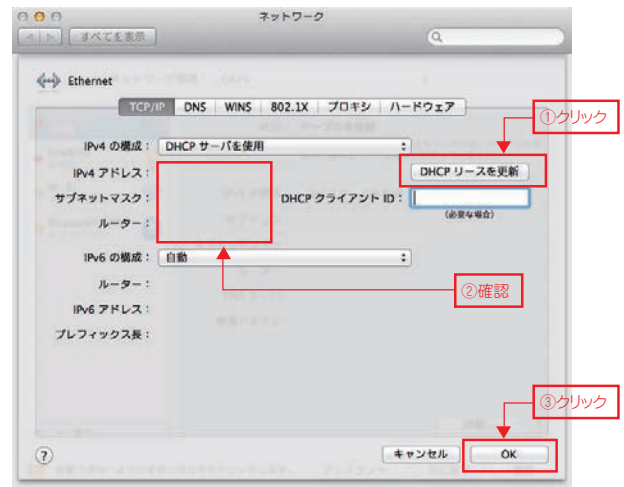 ネットワーク
すべてを表示
Ethernet
TCP/IP DNS WINS 802.1X プロキシ ハードウェア
①クリック
IPv4 の構成： DHCP サーバを使用
IPv4 アドレス： DHCP リースを更新
サブネットマスク： DHCP クライアント ID：
ルーター： (必要な場合)
IPv6 の構成： 自動
②確認
ルーター：
IPv6 アドレス：
プレフィックス長：
③クリック
? キャンセル OK